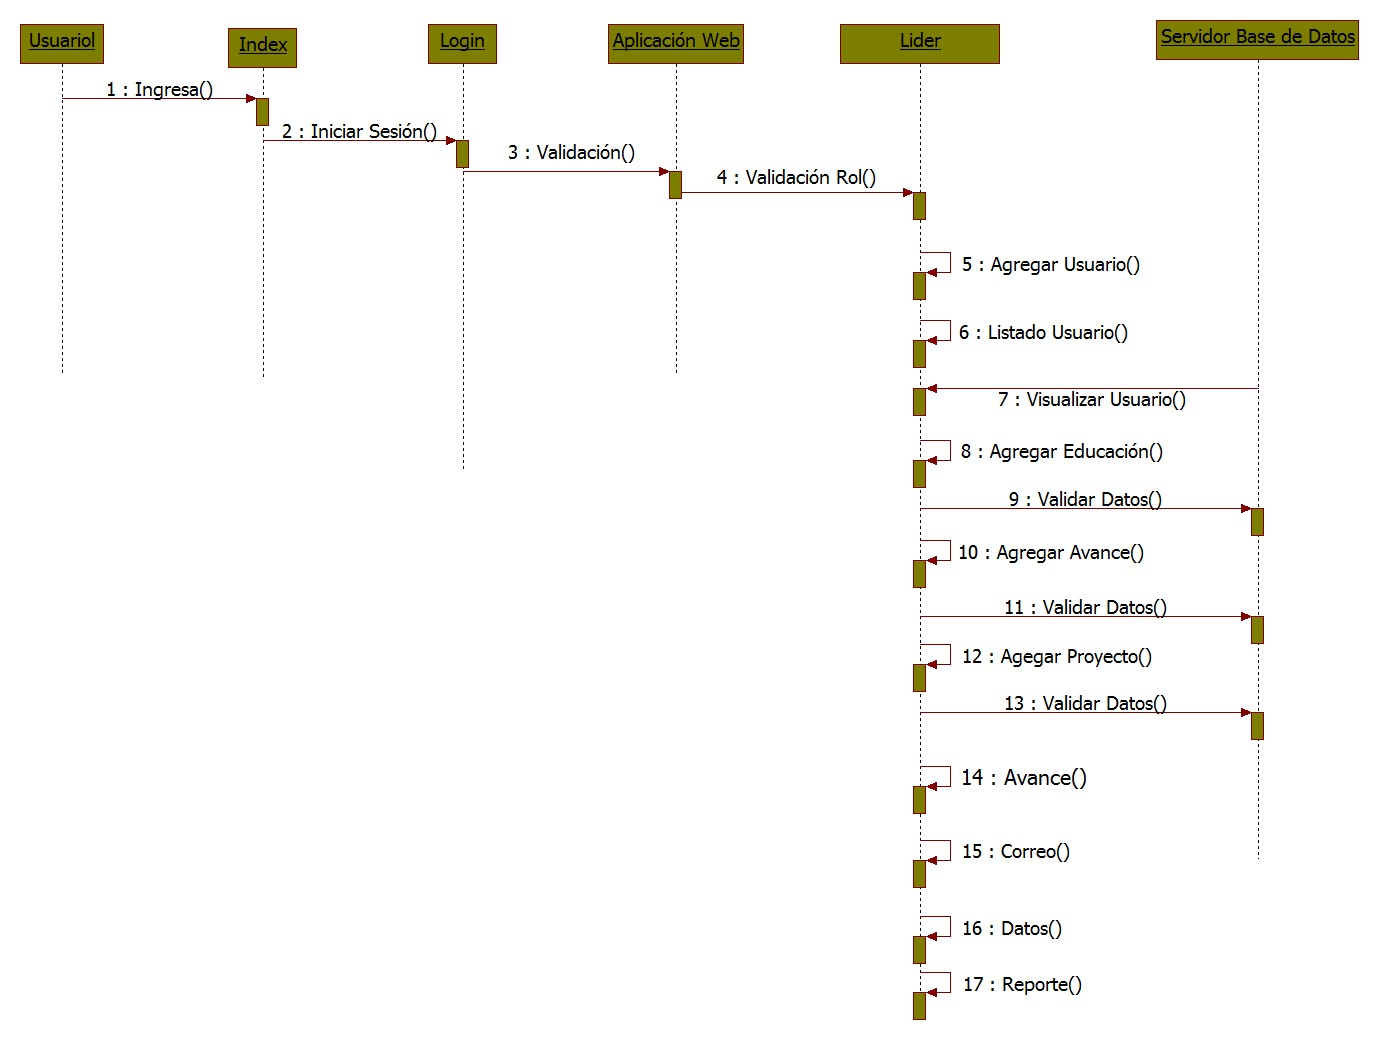 Usuariol
Index
Login
Aplicación Web
Lider
Servidor Base de Datos
1 : Ingresa()
2 : Iniciar Sesión()
3 : Validación()
4 : Validación Rol()
5 : Agregar Usuario()
6 : Listado Usuario()
7 : Visualizar Usuario()
8 : Agregar Educación()
9 : Validar Datos()
10 : Agregar Avance()
11 : Validar Datos()
12 : Agegar Proyecto()
13 : Validar Datos()
14 : Avance()
15 : Correo()
16 : Datos()
17 : Reporte()